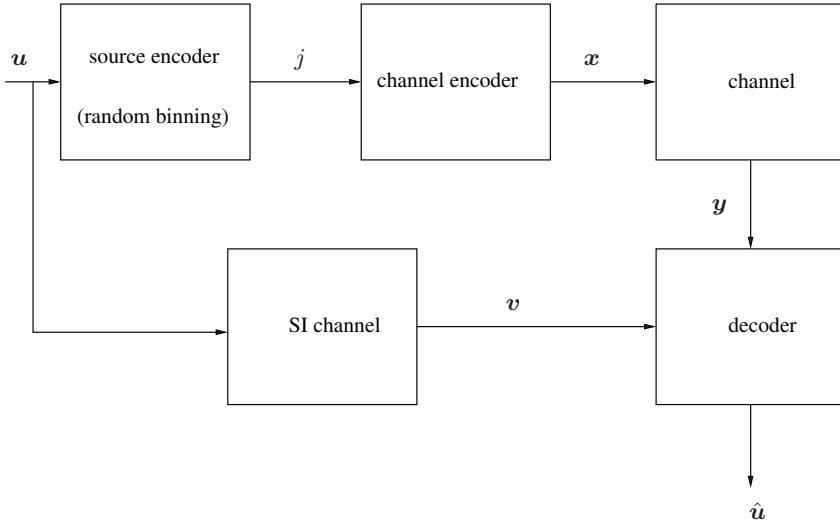 u
source encoder
(random binning)
j
channel encoder
x
channel
y
SI channel
v
decoder
û